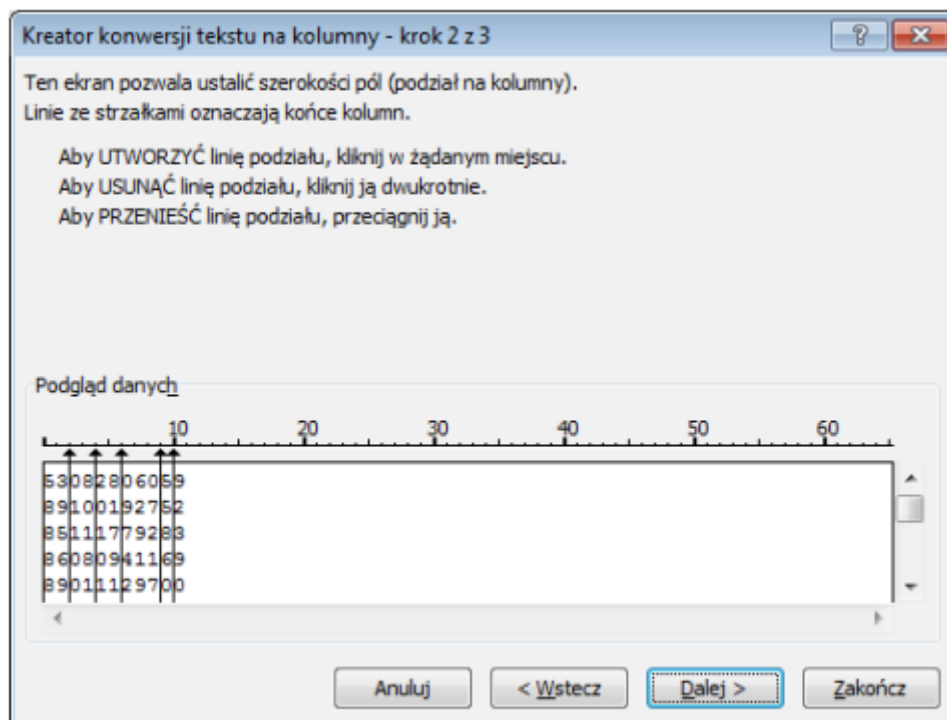 Kreator konwersji tekstu na kolumny - krok 2 z 3
Ten ekran pozwala ustalić szerokości pól (podział na kolumny).
Linie ze strzałkami oznaczają końce kolumn.
Aby UTWORZYĆ linię podziału, kliknij w żądanym miejscu.
Aby USUNĄĆ linię podziału, kliknij ją dwukrotnie.
Aby PRZENIEŚĆ linię podziału, przeciągnij ją.
Podgląd danych
10 20 30 40 50 60
53082806059
89100192752
85111779283
86080941169
89011129700
Anuluj < Wstecz Dalej > Zakończ